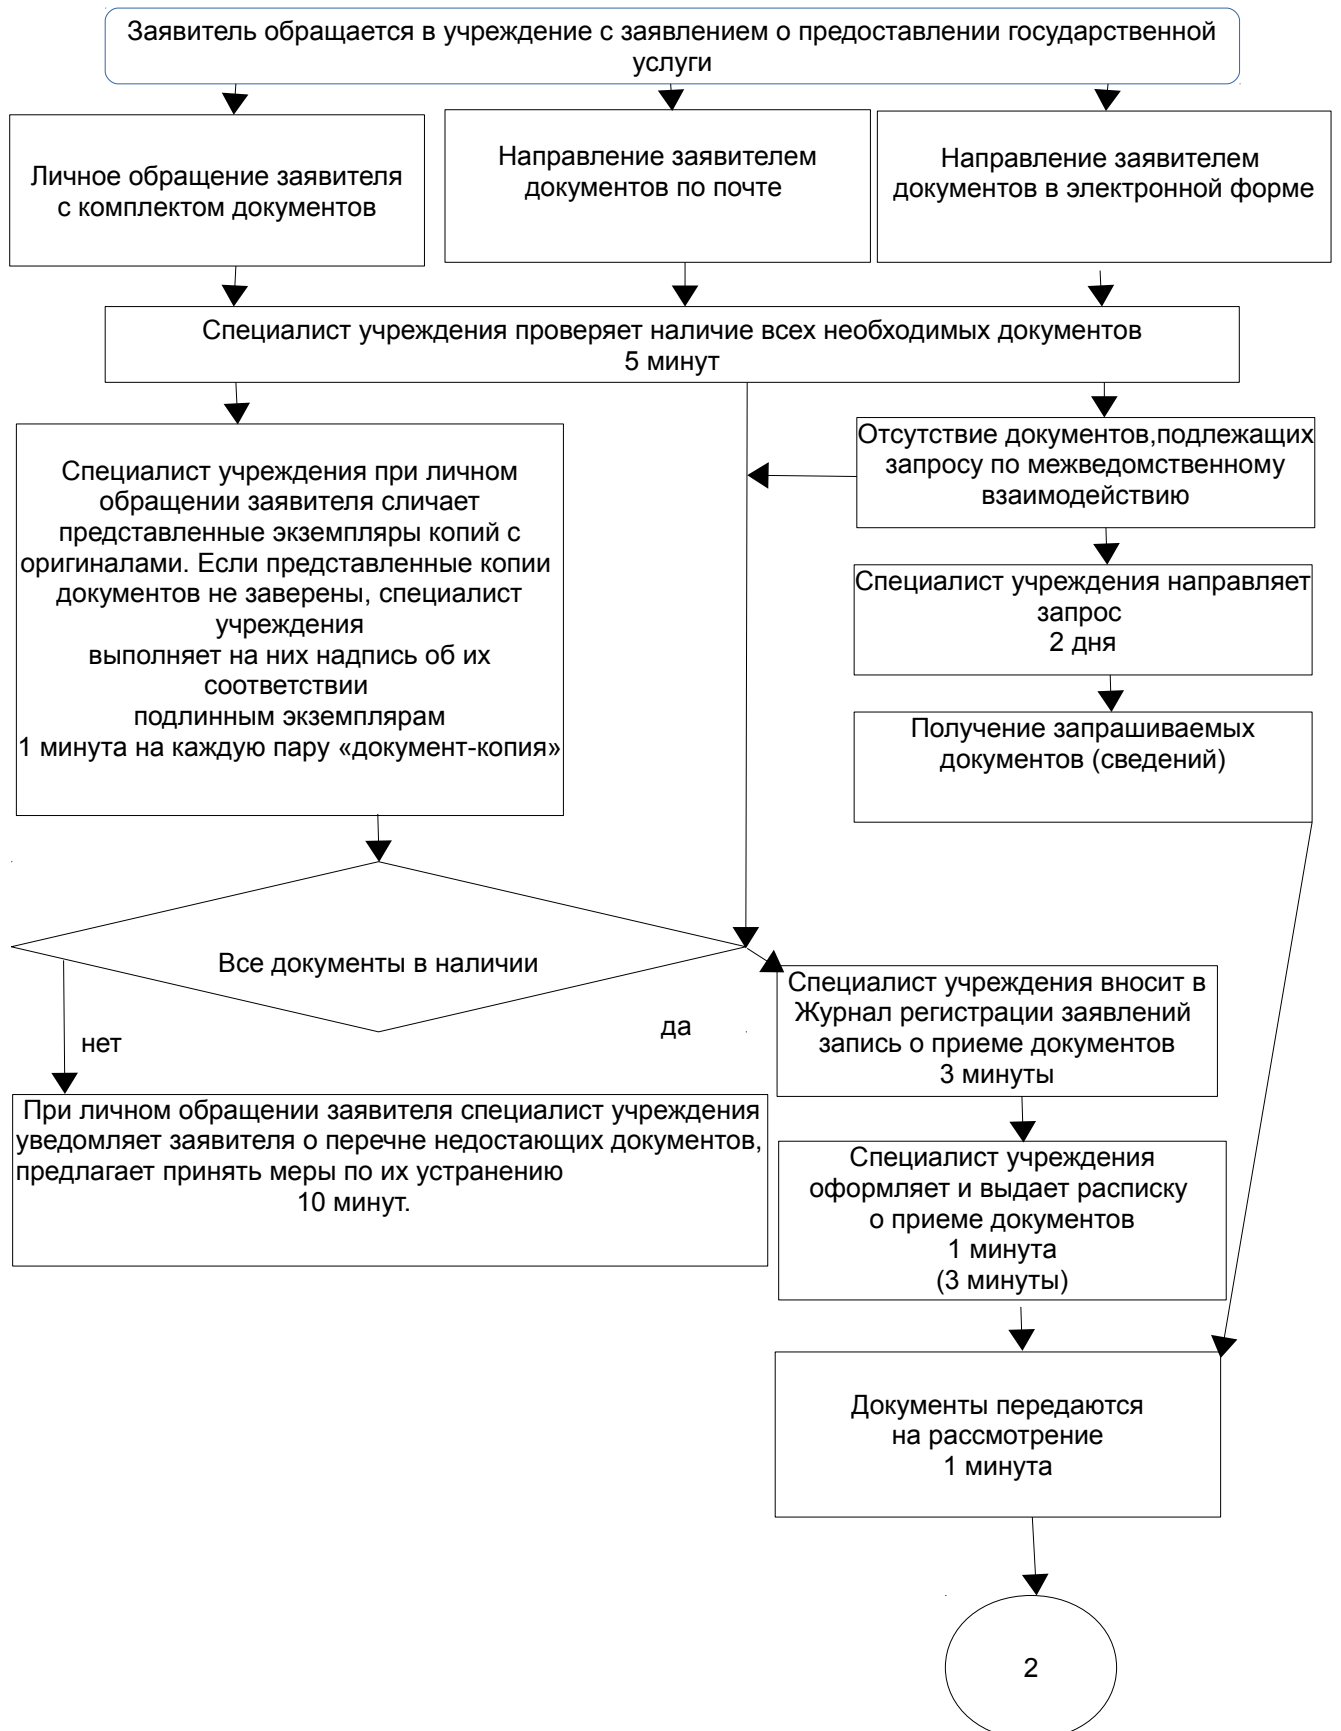 Заявитель обращается в учреждение с заявлением о предоставлении государственной
услуги
Личное обращение заявителя
с комплектом документов
Направление заявителем
документов по почте
Направление заявителем
документов в электронной форме
Специалист учреждения проверяет наличие всех необходимых документов
5 минут
Специалист учреждения при личном
обращении заявителя сличает
представленные экземпляры копий с
оригиналами. Если представленные копии
документов не заверены, специалист
учреждения
выполняет на них надпись об их
соответствии
подлинным экземплярам
1 минута на каждую пару «документ-копия»
Отсутствие документов,подлежащих
запросу по межведомственному
взаимодействию
Специалист учреждения направляет
запрос
2 дня
Получение запрашиваемых
документов (сведений)
Все документы в наличии
нет
да
Специалист учреждения вносит в
Журнал регистрации заявлений
запись о приеме документов
3 минуты
При личном обращении заявителя специалист учреждения
уведомляет заявителя о перечне недостающих документов,
предлагает принять меры по их устранению
10 минут.
Специалист учреждения
оформляет и выдает расписку
о приеме документов
1 минута
(3 минуты)
Документы передаются
на рассмотрение
1 минута
2